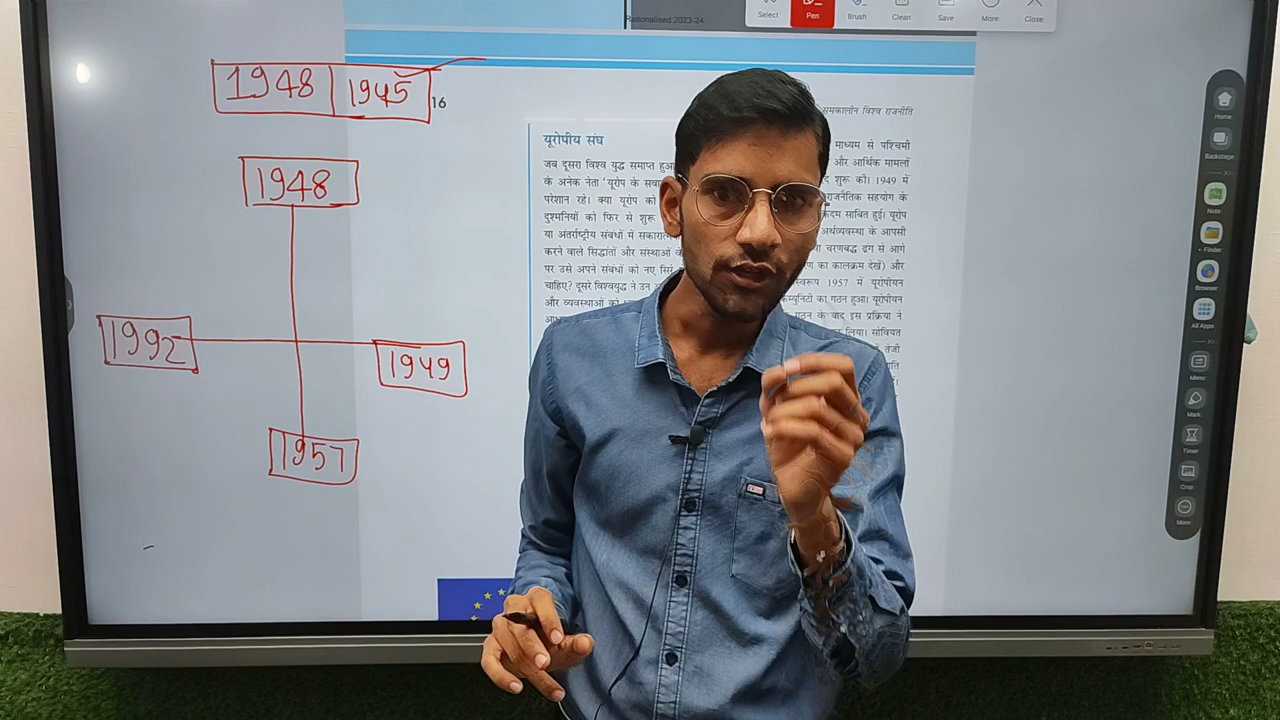 Rationalised 2023-24
Select Pen Brush Clean Save More Close
1948 1945
16
समकालीन विश्व राजनीति
1948
1992
1949
1957
यूरोपीय संघ
जब दूसरा विश्व युद्ध समाप्त हुआ
के अनेक नेता 'यूरोप के
परेशान रहे। क्या यूरोप को
दुश्मनियों को फिर से शुरू
या अंतर्राष्ट्रीय संबंधों में
करने वाले सिद्धांतों और संस्थाओं
पर उसे अपने संबंधों को नए
चाहिए? दूसरे विश्वयुद्ध ने उन
और व्यवस्थाओं को
माध्यम से पश्चिमी
और आर्थिक मामलों
शुरू की। 1949 में
राजनैतिक सहयोग के
कदम साबित हुई। यूरोप
अर्थव्यवस्था के आपसी
चरणबद्ध ढंग से आगे
का कालक्रम देखें) और
1957 में यूरोपीयन
कम्युनिटी का गठन हुआ। यूरोपीयन
गठन के बाद इस प्रक्रिया ने
लिया। सोवियत
तेजी
Home
Backstage
Note
Finder
Browser
All Apps
Menu
Mark
Timer
Crop
More